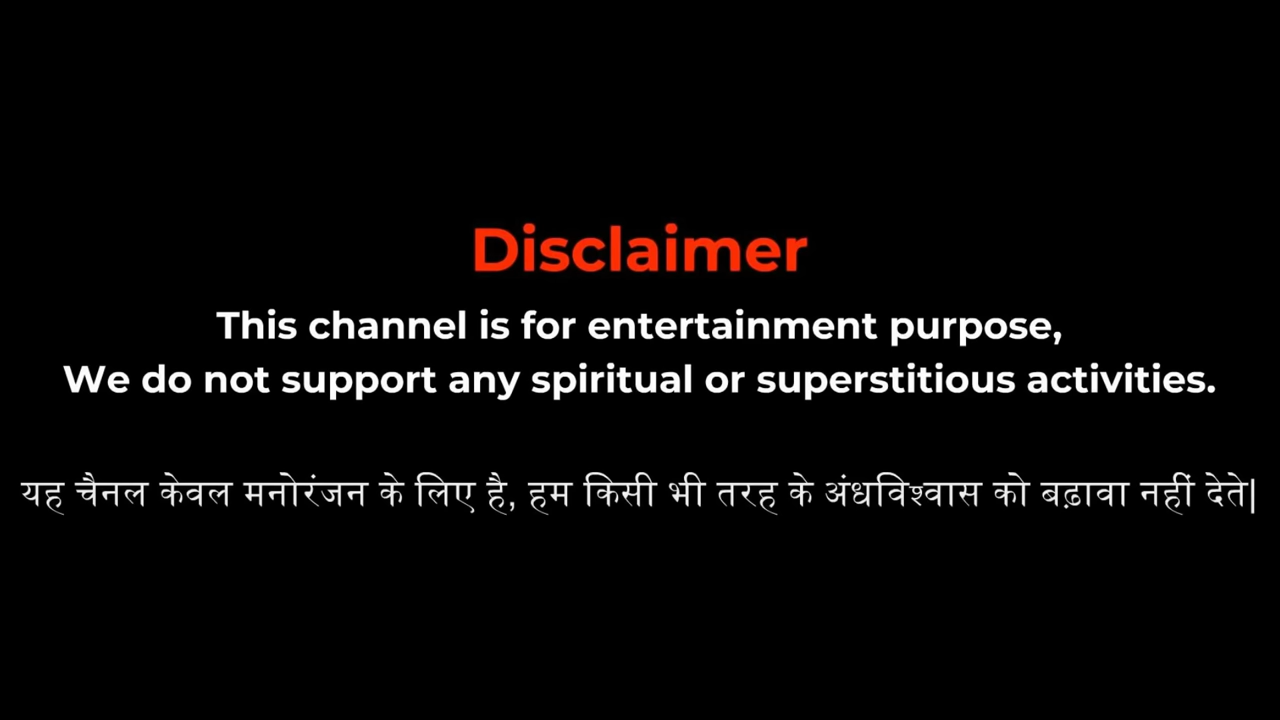 Disclaimer
This channel is for entertainment purpose,
We do not support any spiritual or superstitious activities.
यह चैनल केवल मनोरंजन के लिए है, हम किसी भी तरह के अंधविश्वास को बढ़ावा नहीं देते|